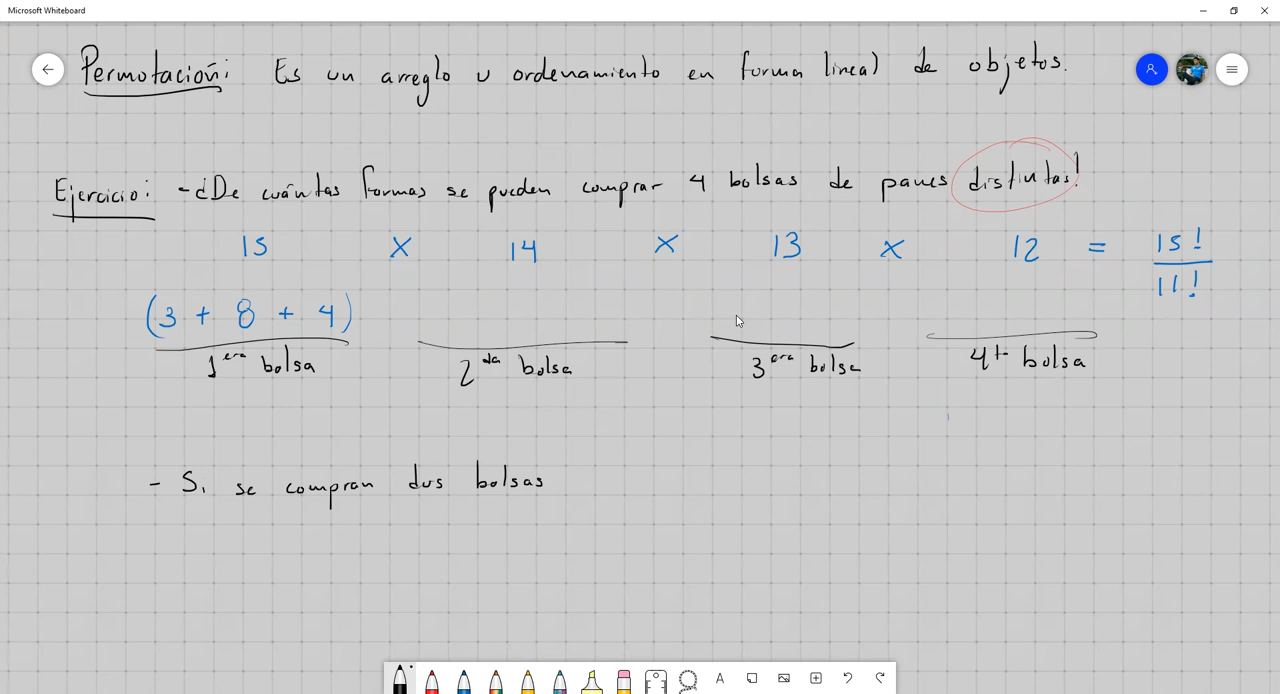 Microsoft Whiteboard
Permutación: Es un arreglo u ordenamiento en forma lineal de objetos.
Ejercicio: - ¿De cuántas formas se pueden comprar 4 bolsas de panes distintas?
15 x 14 x 13 x 12 = 15! / 11!
(3 + 8 + 4)
1era bolsa 2da bolsa 3era bolsa 4t bolsa
- Si se compran dos bolsas
A